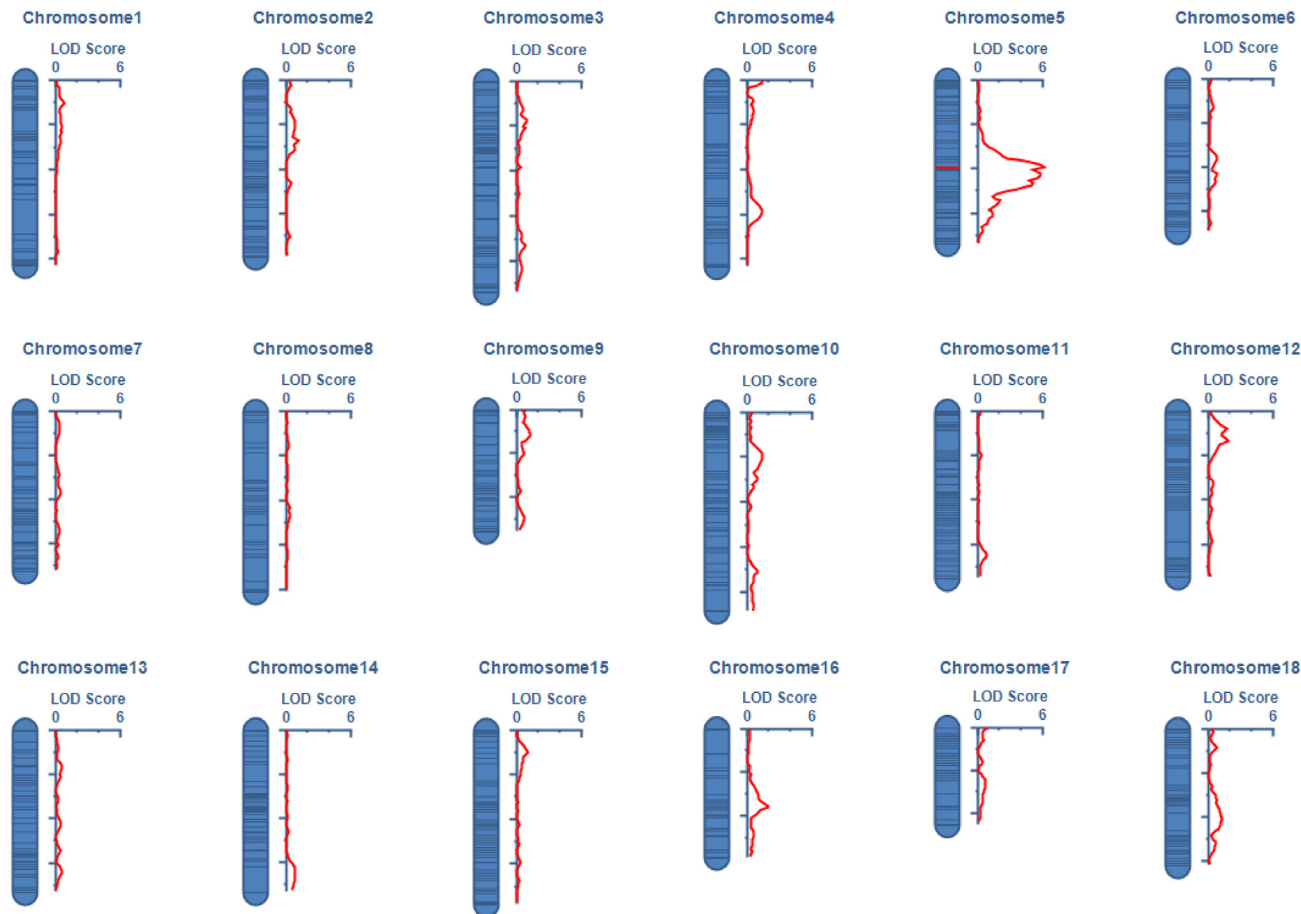 Chromosome1 Chromosome2 Chromosome3 Chromosome4 Chromosome5 Chromosome6
LOD Score LOD Score LOD Score LOD Score LOD Score LOD Score
0 6 0 6 0 6 0 6 0 6 0 6
Chromosome7 Chromosome8 Chromosome9 Chromosome10 Chromosome11 Chromosome12
LOD Score LOD Score LOD Score LOD Score LOD Score LOD Score
0 6 0 6 0 6 0 6 0 6 0 6
Chromosome13 Chromosome14 Chromosome15 Chromosome16 Chromosome17 Chromosome18
LOD Score LOD Score LOD Score LOD Score LOD Score LOD Score
0 6 0 6 0 6 0 6 0 6 0 6